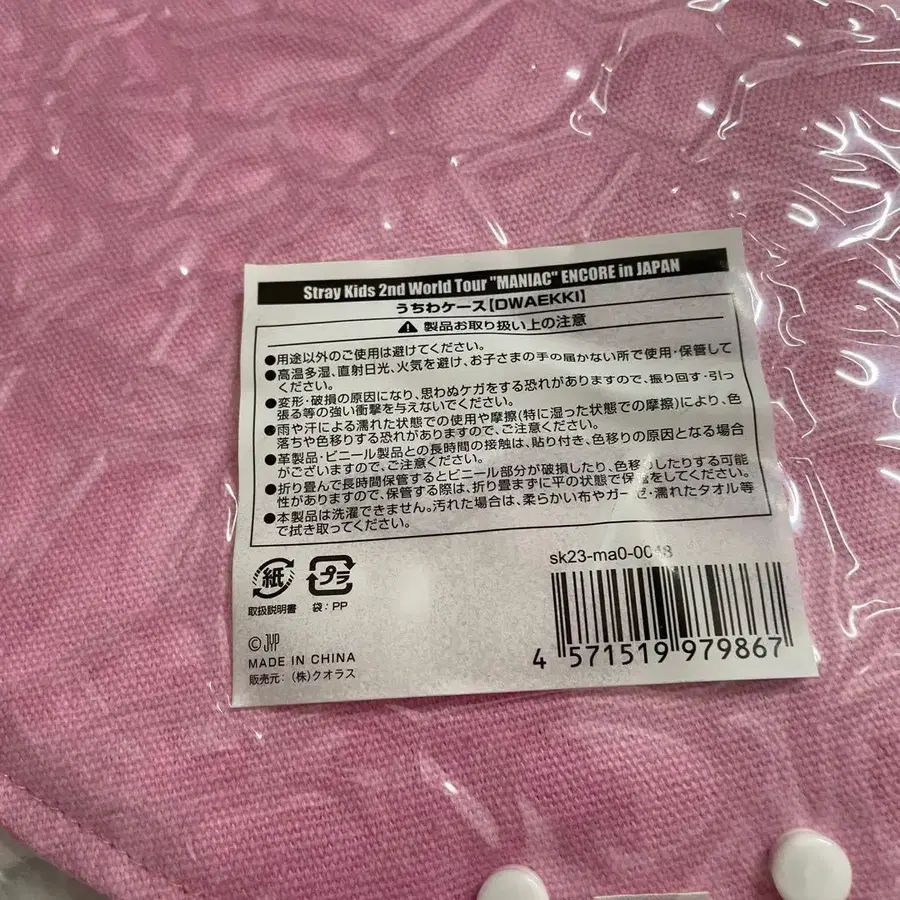 Stray Kids 2nd World Tour "MANIAC" ENCORE in JAPAN
うちわケース【DWAEKKI】
製品お取り扱い上の注意
●用途以外のご使用は避けてください。
●高温多湿、直射日光、火気を避け、お子さまの手の届かない所で使用・保管して
ください。
●変形・破損の原因になり、思わぬケガをする恐れがありますので、振り回す・引っ
張る等の強い衝撃を与えないでください。
●雨や汗による濡れた状態での使用や摩擦(特に湿った状態での摩擦)により、色
落ちや色移りする恐れがありますので、ご注意ください。
●革製品・ビニール製品との長時間の接触は、貼り付き、色移りの原因となる場合
がございますので、ご注意ください。
●折り畳んで長時間保管するとビニール部分が破損したり、色移りしたりする可能
性がありますので、保管する際は、折り畳まずに平の状態で保管をしてください。
●本製品は洗濯できません。汚れた場合は、柔らかい布やガーゼ・濡れたタオル等
で拭き取ってください。
紙 プラ
取扱説明書 袋:PP
sk23-ma0-0048
© JYP
MADE IN CHINA
販売元:(株)クオラス
4 571519 979867